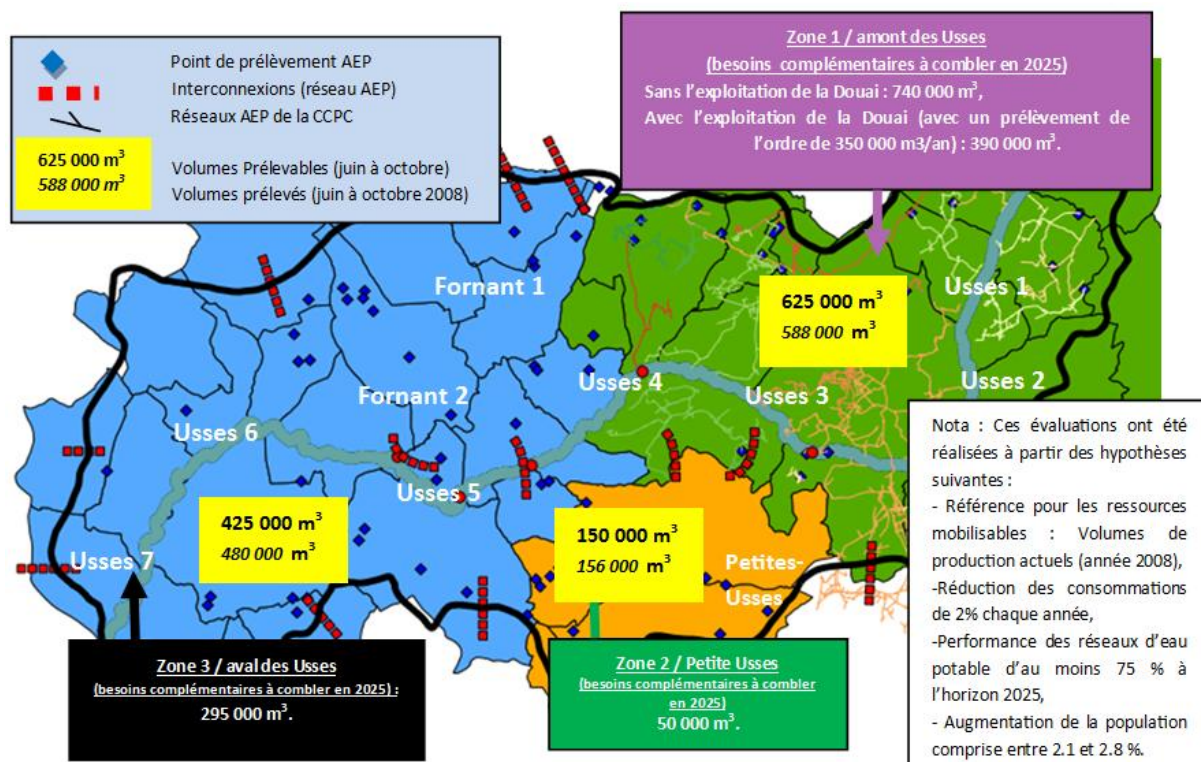 Point de prélèvement AEP
Interconnexions (réseau AEP)
Réseaux AEP de la CCPC
625 000 m³
588 000 m³
Volumes Prélevables (juin à octobre)
Volumes prélevés (juin à octobre 2008)
Zone 1 / amont des Usses
(besoins complémentaires à combler en 2025)
Sans l’exploitation de la Douai : 740 000 m³,
Avec l’exploitation de la Douai (avec un prélèvement de
l’ordre de 350 000 m3/an) : 390 000 m³.
Fornant 1
625 000 m³
588 000 m³
Usses 1
Usses 4
Usses 2
Fornant 2
Usses 3
Usses 6
Usses 5
425 000 m³
480 000 m³
150 000 m³
156 000 m³
Usses 7
Petites-
Usses
Nota : Ces évaluations ont été
réalisées à partir des hypothèses
suivantes :
- Référence pour les ressources
mobilisables : Volumes de
production actuels (année 2008),
-Réduction des consommations
de 2% chaque année,
-Performance des réseaux d’eau
potable d’au moins 75 % à
l’horizon 2025,
- Augmentation de la population
comprise entre 2.1 et 2.8 %.
Zone 3 / aval des Usses
(besoins complémentaires à combler en 2025) :
295 000 m³.
Zone 2 / Petite Usses
(besoins complémentaires à combler
en 2025)
50 000 m³.